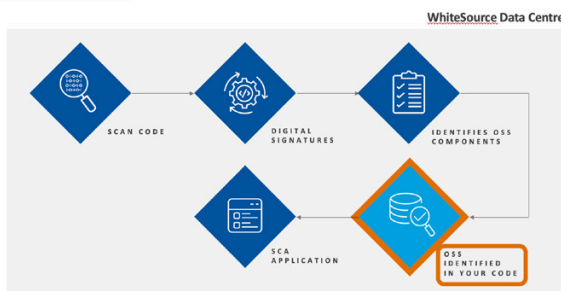 WhiteSource Data Centre
SCAN CODE
DIGITAL
SIGNATURES
IDENTIFIES OSS
COMPONENTS
SCA
APPLICATION
OSS
IDENTIFIED
IN YOUR CODE